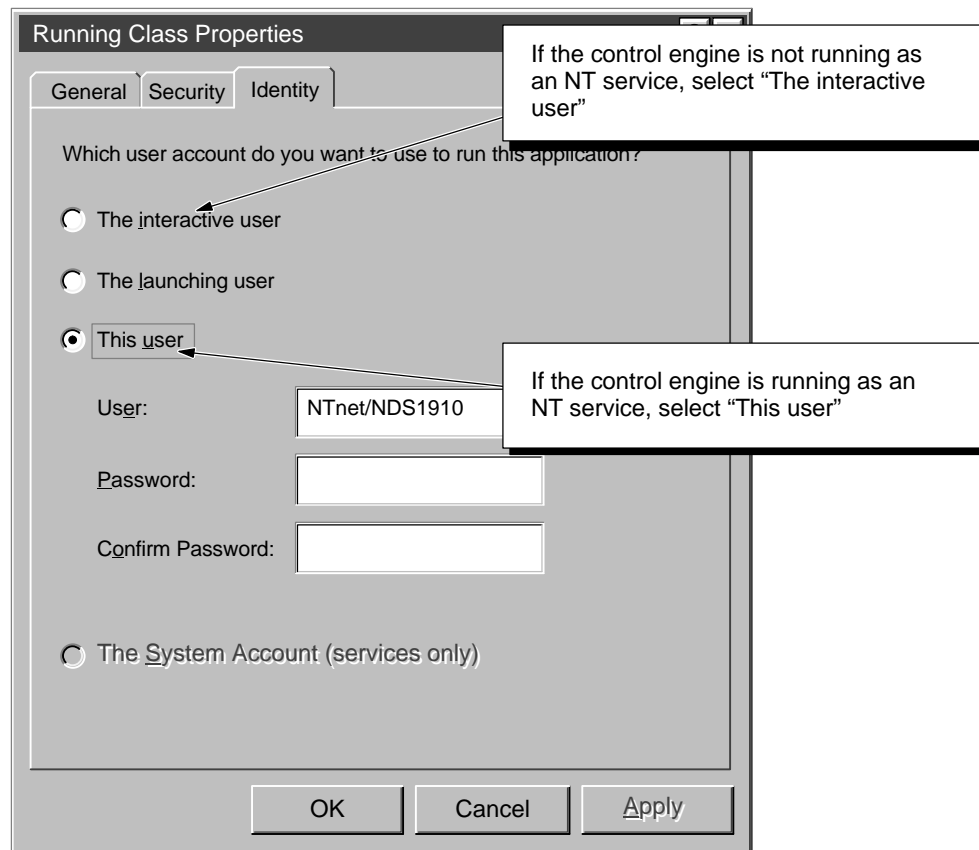 Running Class Properties
If the control engine is not running as
an NT service, select “The interactive
user”
General Security Identity
Which user account do you want to use to run this application?
The interactive user
The launching user
This user
If the control engine is running as an
NT service, select “This user”
User: NTnet/NDS1910
Password:
Confirm Password:
The System Account (services only)
OK Cancel Apply